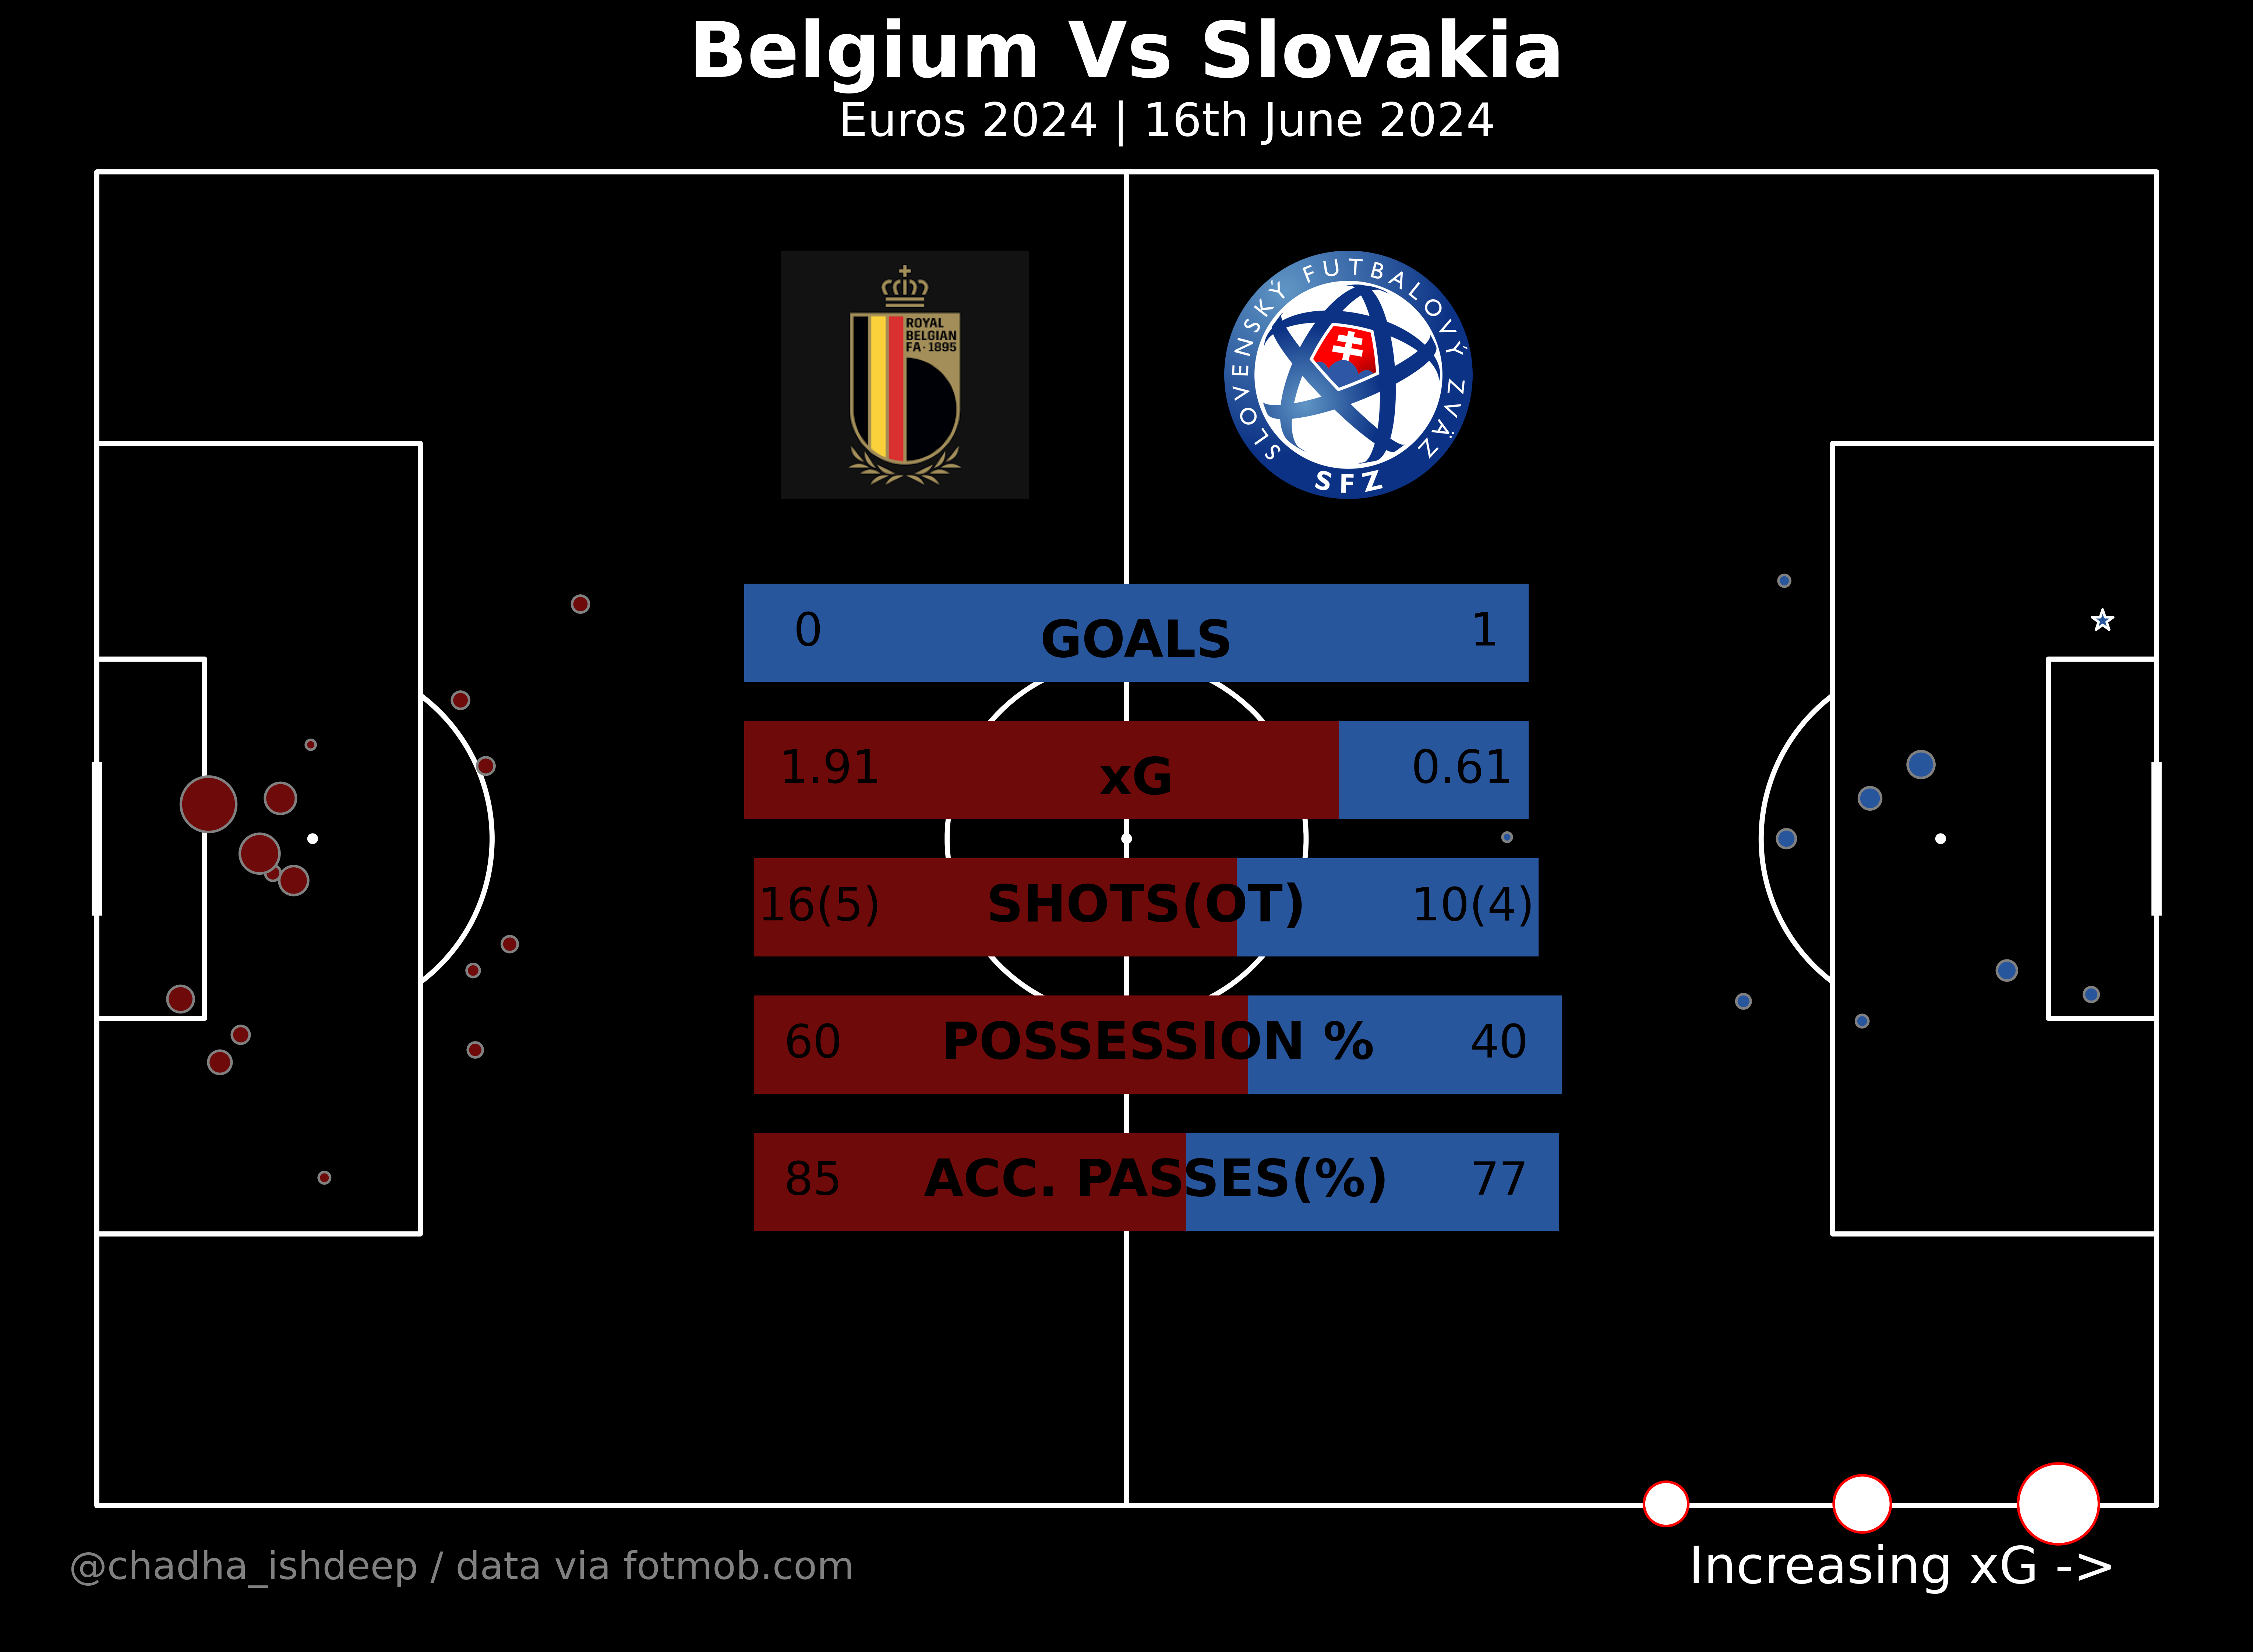 Belgium Vs Slovakia
Euros 2024 | 16th June 2024
ROYAL
BELGIAN
FA·1895
SLOVENSKÝ FUTBALOVÝ ZVÄZ
SFZ
0 GOALS 1
1.91 xG 0.61
16(5) SHOTS(OT) 10(4)
60 POSSESSION % 40
85 ACC. PASSES(%) 77
@chadha_ishdeep / data via fotmob.com
Increasing xG ->